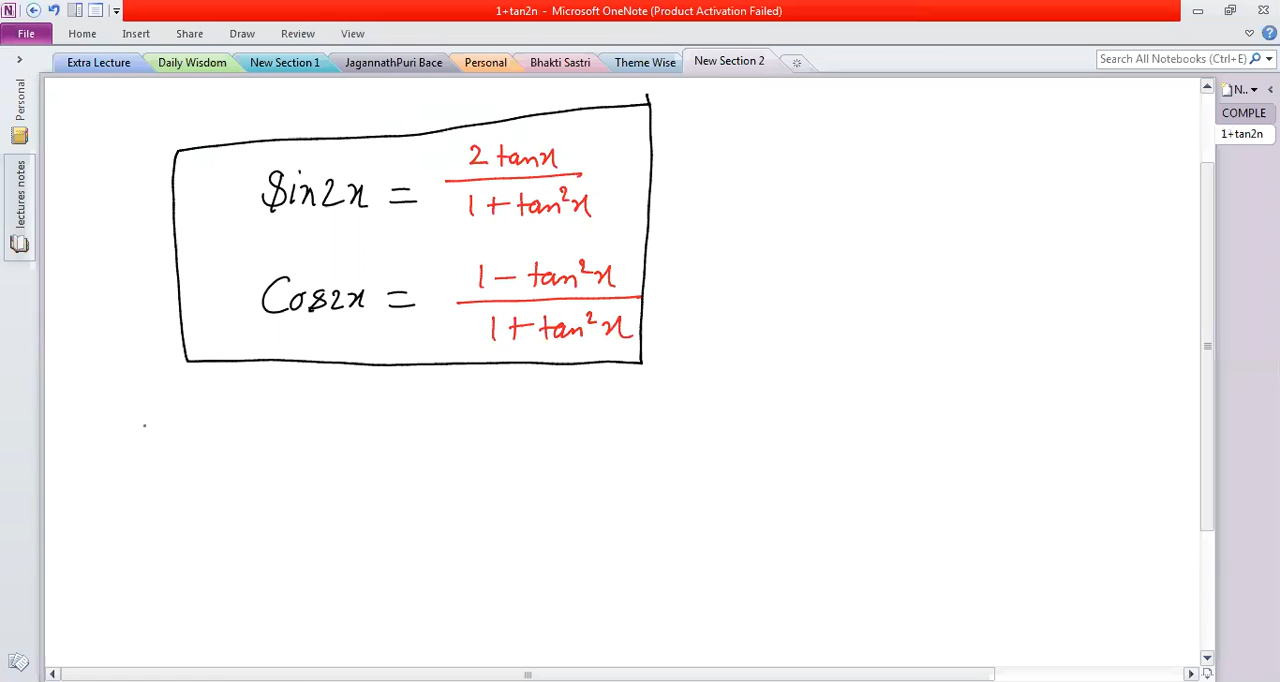 1+tan2n - Microsoft OneNote (Product Activation Failed)
File Home Insert Share Draw Review View
Extra Lecture Daily Wisdom New Section 1 JagannathPuri Bace Personal Bhakti Sastri Theme Wise New Section 2 Search All Notebooks (Ctrl+E)
Personal
lectures notes
N..
COMPLE
1+tan2n
Sin2x = 2 tanx / 1 + tan²x
Cos2x = 1 - tan²x / 1 + tan²x